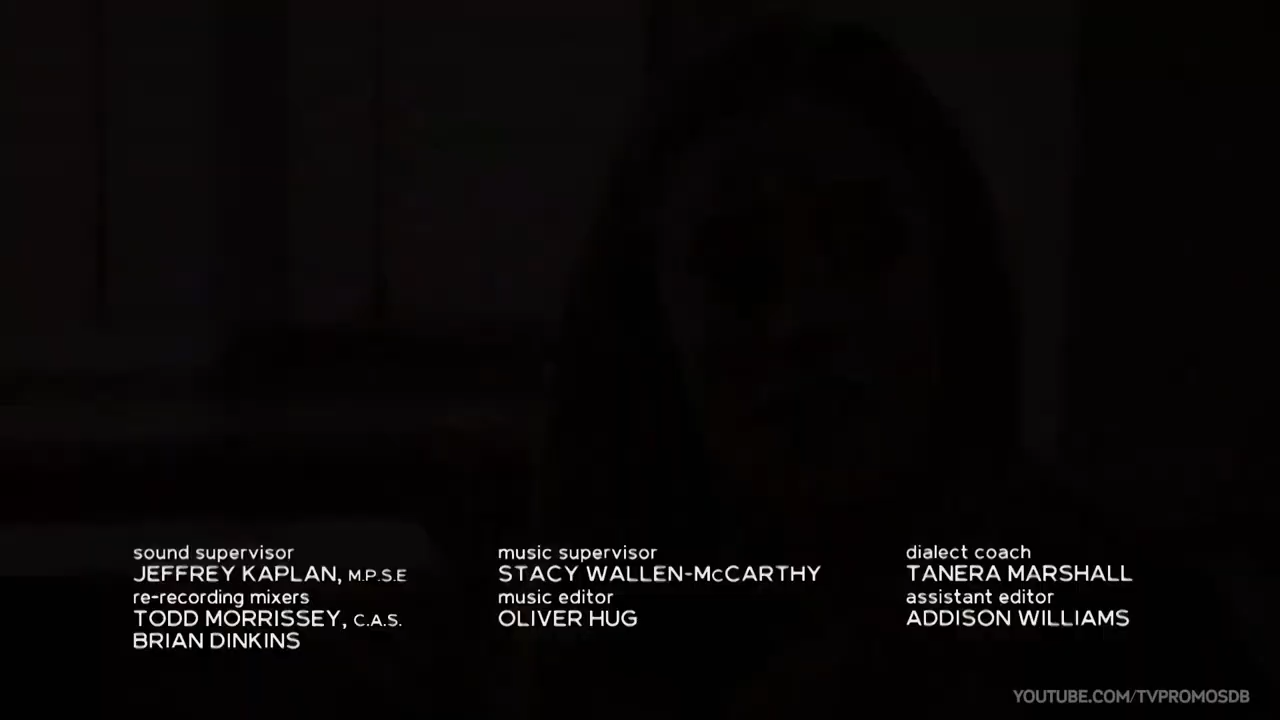 sound supervisor
JEFFREY KAPLAN, M.P.S.E
re-recording mixers
TODD MORRISSEY, C.A.S.
BRIAN DINKINS
music supervisor
STACY WALLEN-McCARTHY
music editor
OLIVER HUG
dialect coach
TANERA MARSHALL
assistant editor
ADDISON WILLIAMS
YOUTUBE.COM/TVPROMOSDB